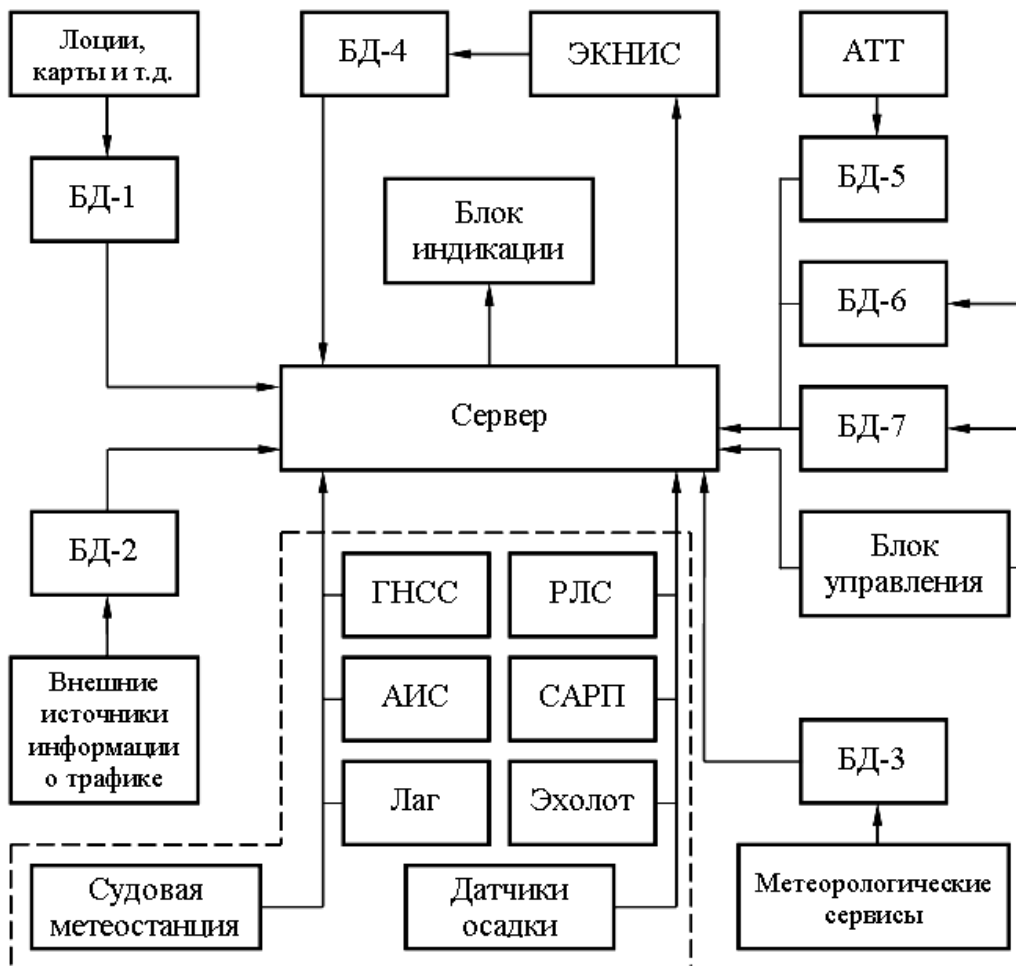 Лоции,
карты и т.д.
БД-4
ЭКНИС
АТТ
БД-1
БД-5
Блок
индикации
БД-6
Сервер
БД-7
БД-2
Блок
управления
ГНСС
РЛС
Внешние
источники
информации
о трафике
АИС
САРП
БД-3
Лаг
Эхолот
Судовая
метеостанция
Датчики
осадки
Метеорологические
сервисы